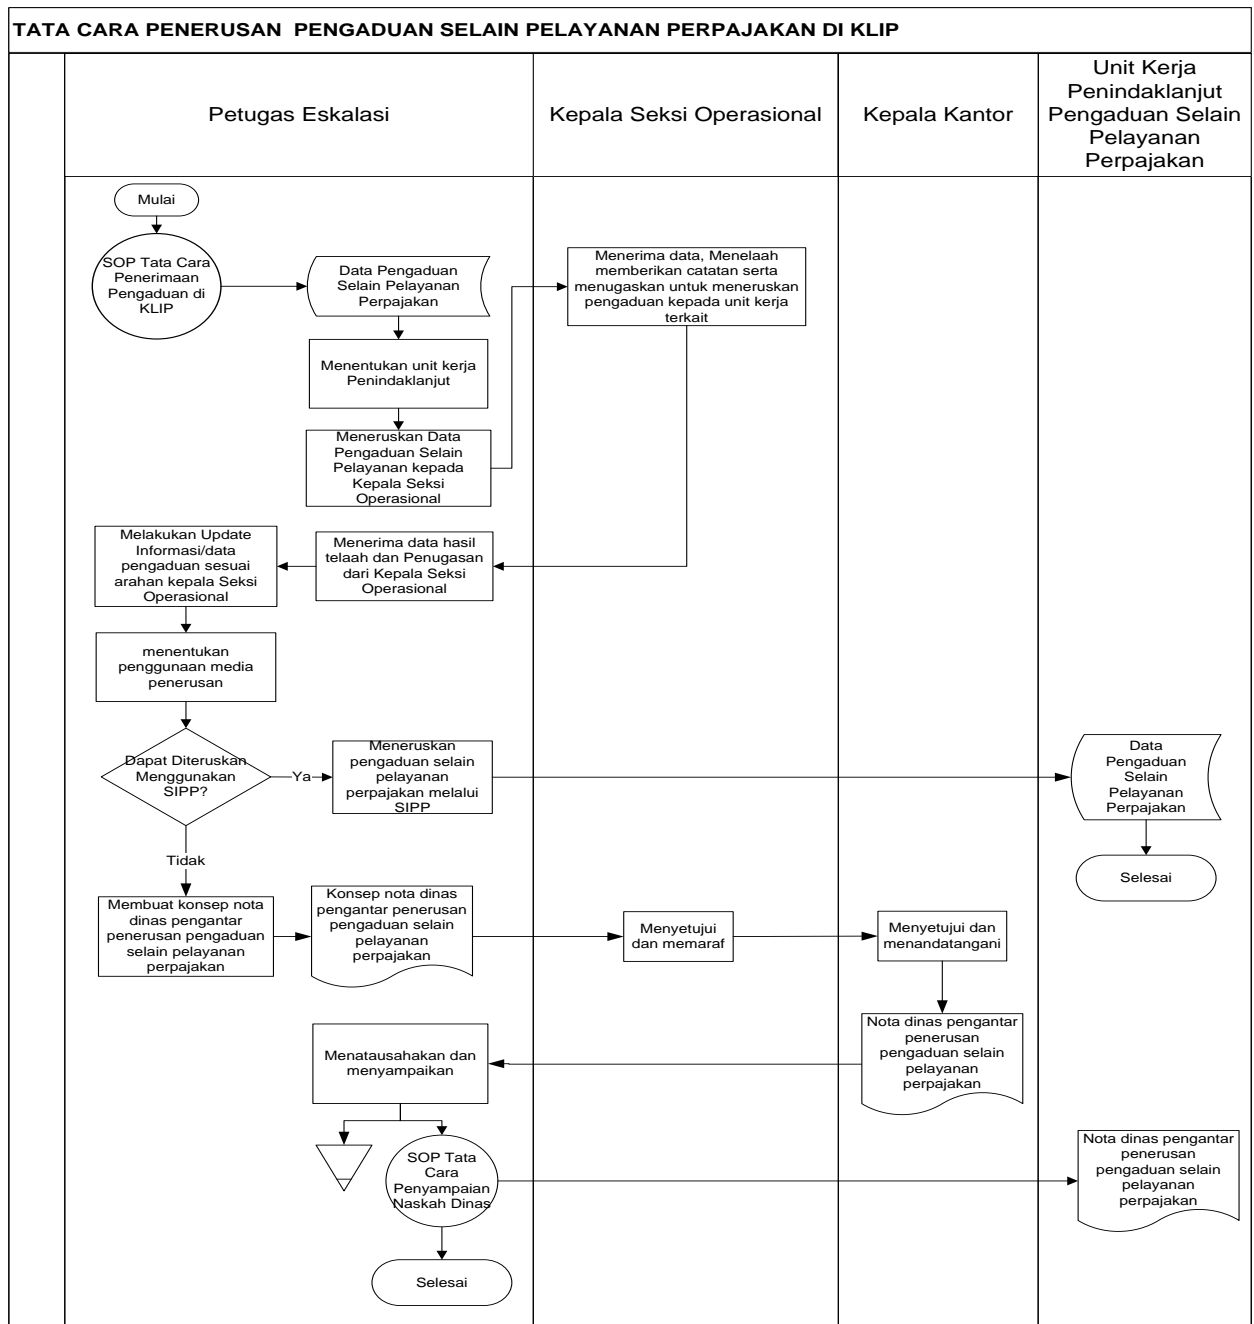 TATA CARA PENERUSAN  PENGADUAN SELAIN PELAYANAN PERPAJAKAN DI KLIP
Petugas Eskalasi
Kepala Seksi Operasional
Kepala Kantor
Unit Kerja
Penindaklanjut
Pengaduan Selain
Pelayanan
Perpajakan
Mulai
SOP Tata Cara
Penerimaan
Pengaduan di
KLIP
Data Pengaduan
Selain Pelayanan
Perpajakan
Menerima data, Menelaah
memberikan catatan serta
menugaskan untuk meneruskan
pengaduan kepada unit kerja
terkait
Menentukan unit kerja
Penindaklanjut
Meneruskan Data
Pengaduan Selain
Pelayanan kepada
Kepala Seksi
Operasional
Melakukan Update
Informasi/data
pengaduan sesuai
arahan kepala Seksi
Operasional
Menerima data hasil
telaah dan Penugasan
dari Kepala Seksi
Operasional
menentukan
penggunaan media
penerusan
Dapat Diteruskan
Menggunakan
SIPP?
Ya
Meneruskan
pengaduan selain
pelayanan
perpajakan melalui
SIPP
Data
Pengaduan
Selain
Pelayanan
Perpajakan
Selesai
Tidak
Membuat konsep nota
dinas pengantar
penerusan pengaduan
selain pelayanan
perpajakan
Konsep nota dinas
pengantar penerusan
pengaduan selain
pelayanan
perpajakan
Menyetujui
dan memaraf
Menyetujui dan
menandatangani
Nota dinas pengantar
penerusan
pengaduan selain
pelayanan
perpajakan
Menatausahakan dan
menyampaikan
SOP Tata
Cara
Penyampaian
Naskah Dinas
Nota dinas pengantar
penerusan
pengaduan selain
pelayanan
perpajakan
Selesai